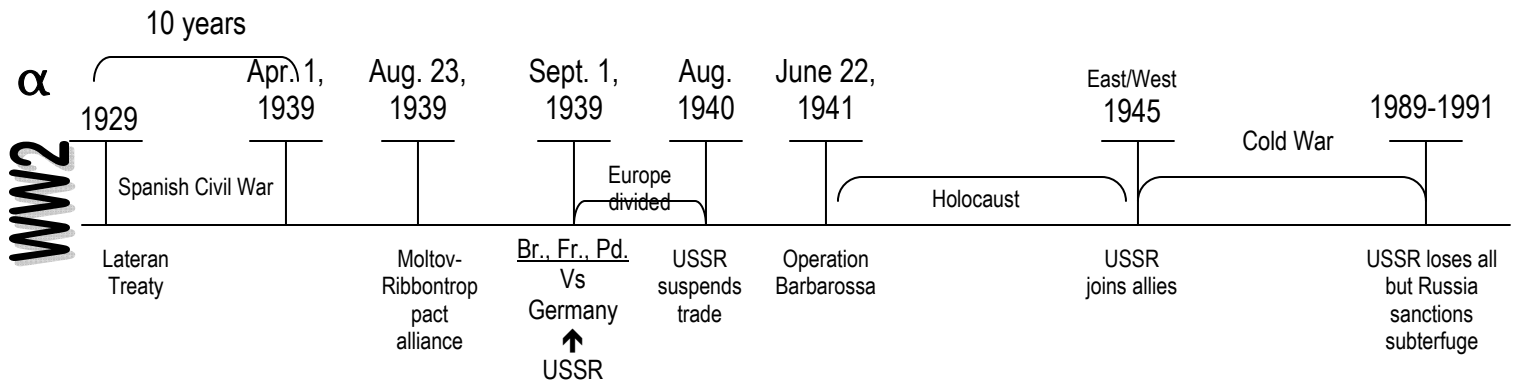 10 years
α
WW2
1929
Apr. 1,
1939
Aug. 23,
1939
Sept. 1,
1939
Aug.
1940
June 22,
1941
East/West
1945
1989-1991
Spanish Civil War
Europe
divided
Holocaust
Cold War
Lateran
Treaty
Moltov-
Ribbontrop
pact
alliance
Br., Fr., Pd.
Vs
Germany
USSR
USSR
suspends
trade
Operation
Barbarossa
USSR
joins allies
USSR loses all
but Russia
sanctions
subterfuge